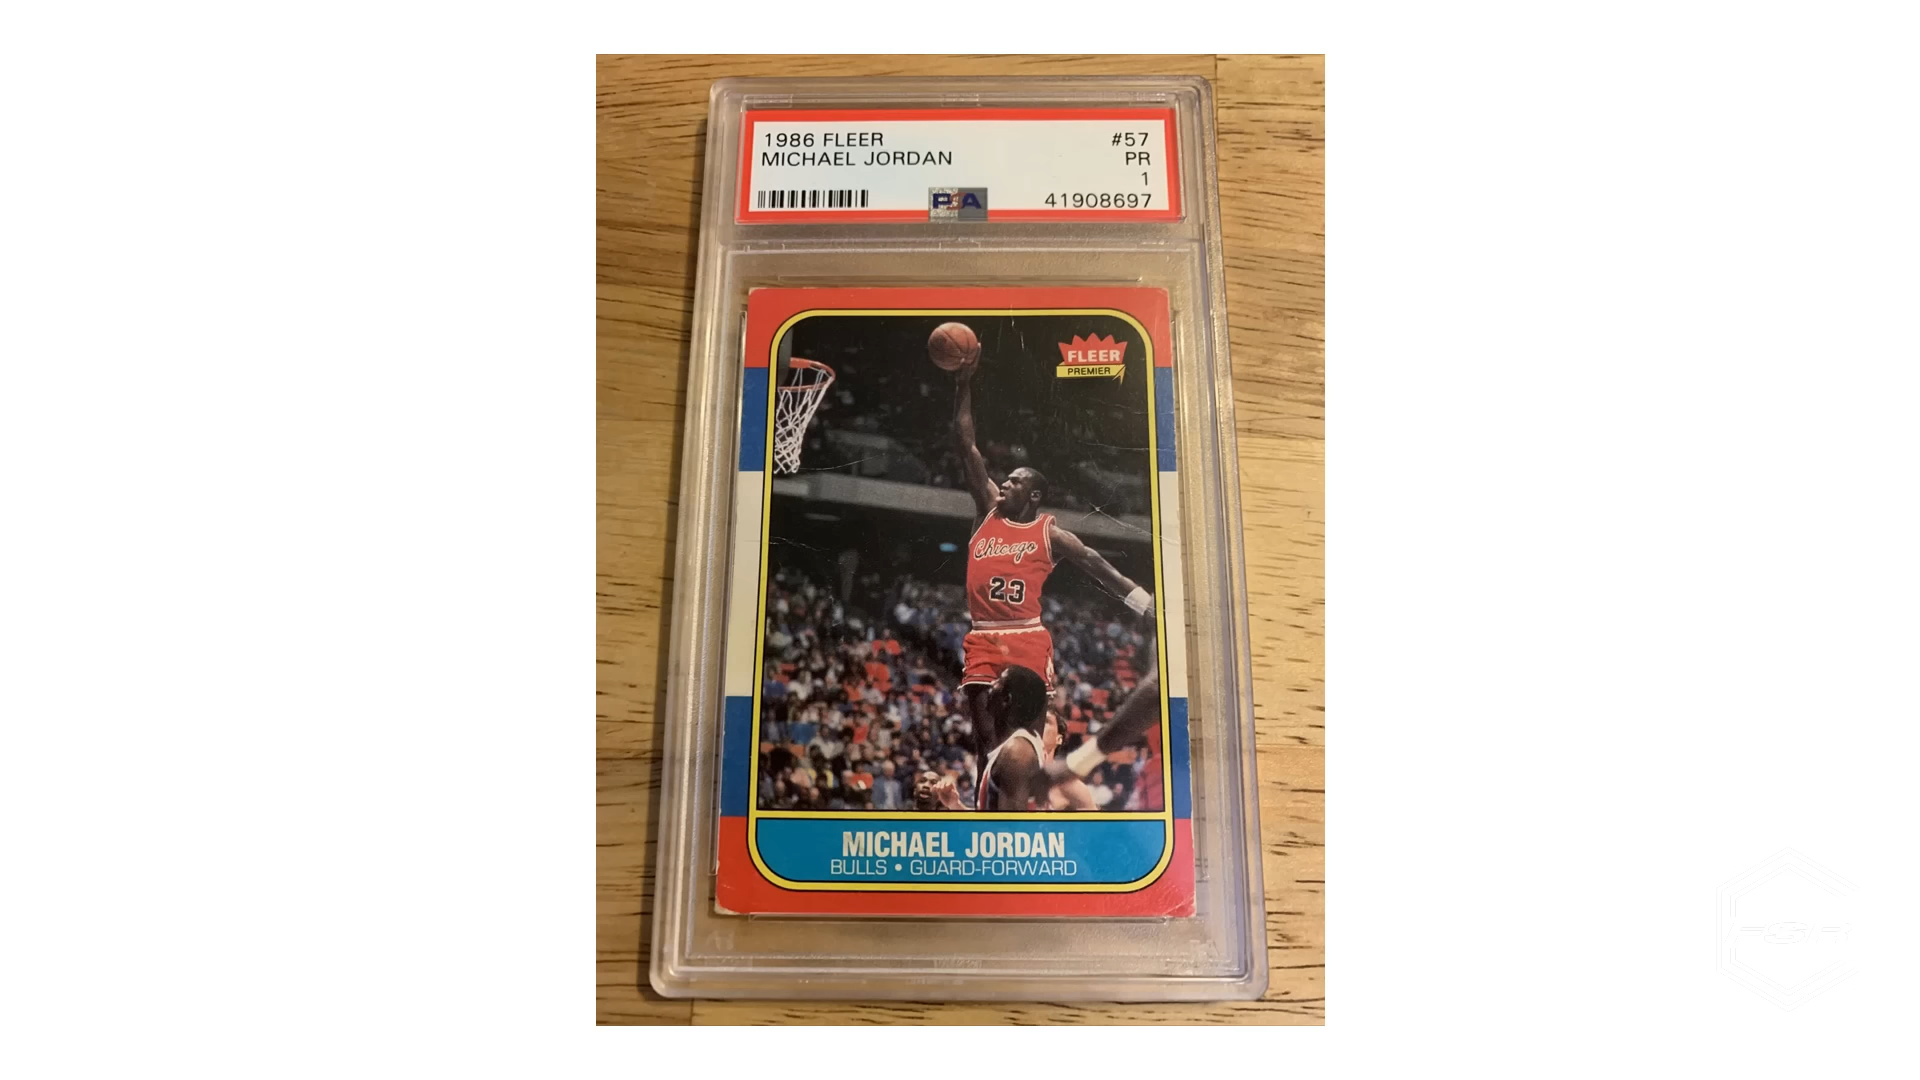 1986 FLEER #57
MICHAEL JORDAN PR
1
PSA 41908697
FLEER
PREMIER
Chicago
23
MICHAEL JORDAN
BULLS • GUARD-FORWARD